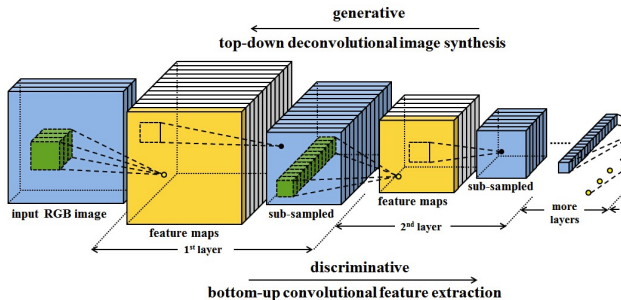 generative
top-down deconvolutional image synthesis
input RGB image
feature maps
sub-sampled
feature maps
sub-sampled
1st layer
2nd layer
more
layers
discriminative
bottom-up convolutional feature extraction